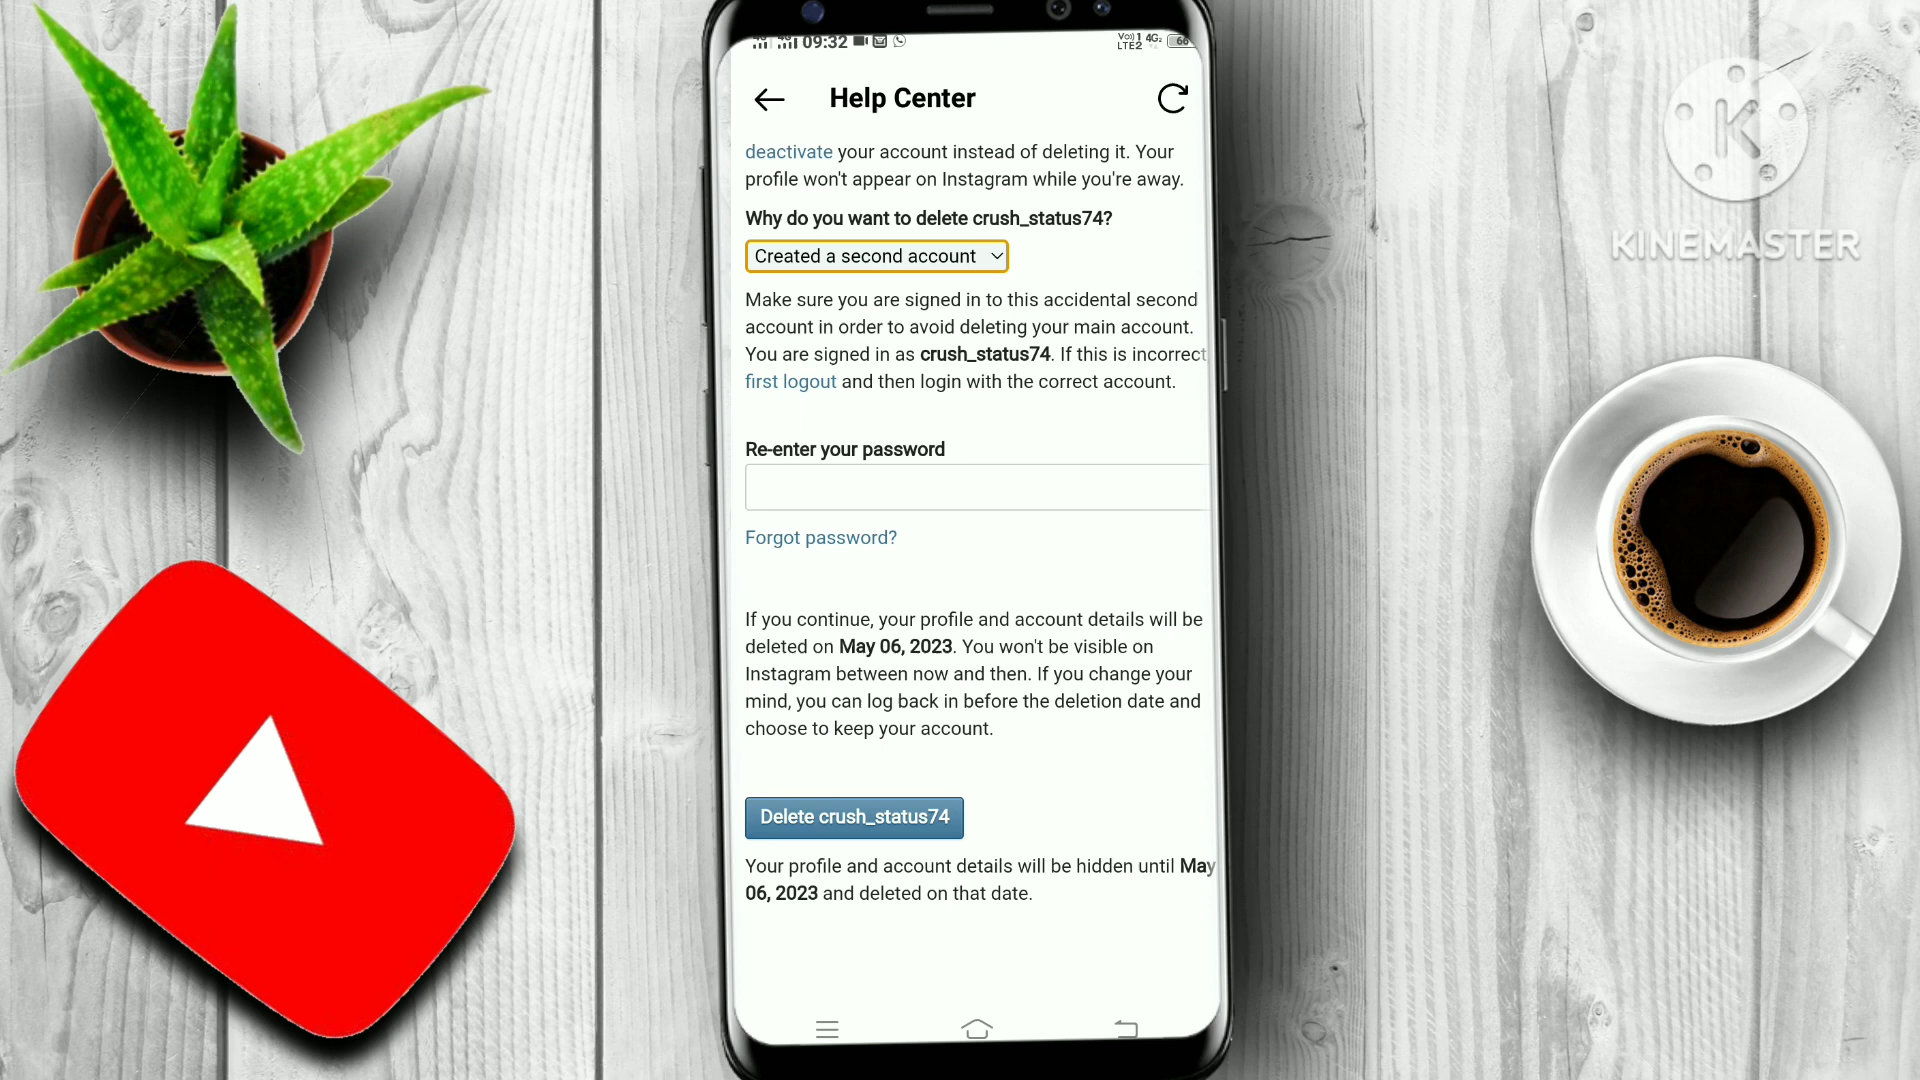 09:32
Vo)) 1 4G2
LTE2
66
Help Center
deactivate your account instead of deleting it. Your
profile won't appear on Instagram while you're away.
Why do you want to delete crush_status74?
Created a second account
Make sure you are signed in to this accidental second
account in order to avoid deleting your main account.
You are signed in as crush_status74. If this is incorrect
first logout and then login with the correct account.
Re-enter your password
Forgot password?
If you continue, your profile and account details will be
deleted on May 06, 2023. You won't be visible on
Instagram between now and then. If you change your
mind, you can log back in before the deletion date and
choose to keep your account.
Delete crush_status74
Your profile and account details will be hidden until May
06, 2023 and deleted on that date.
K
KINEMASTER